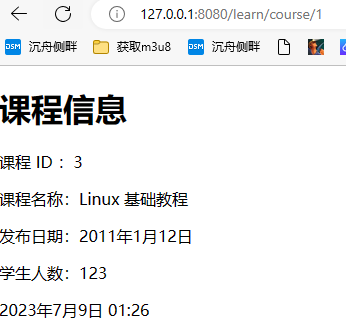 127.0.0.1:8080/learn/course/1
DSM 沉舟侧畔 获取m3u8 DSM 沉舟侧畔
课程信息
课程 ID ：3
课程名称：Linux 基础教程
发布日期：2011年1月12日
学生人数：123
2023年7月9日 01:26